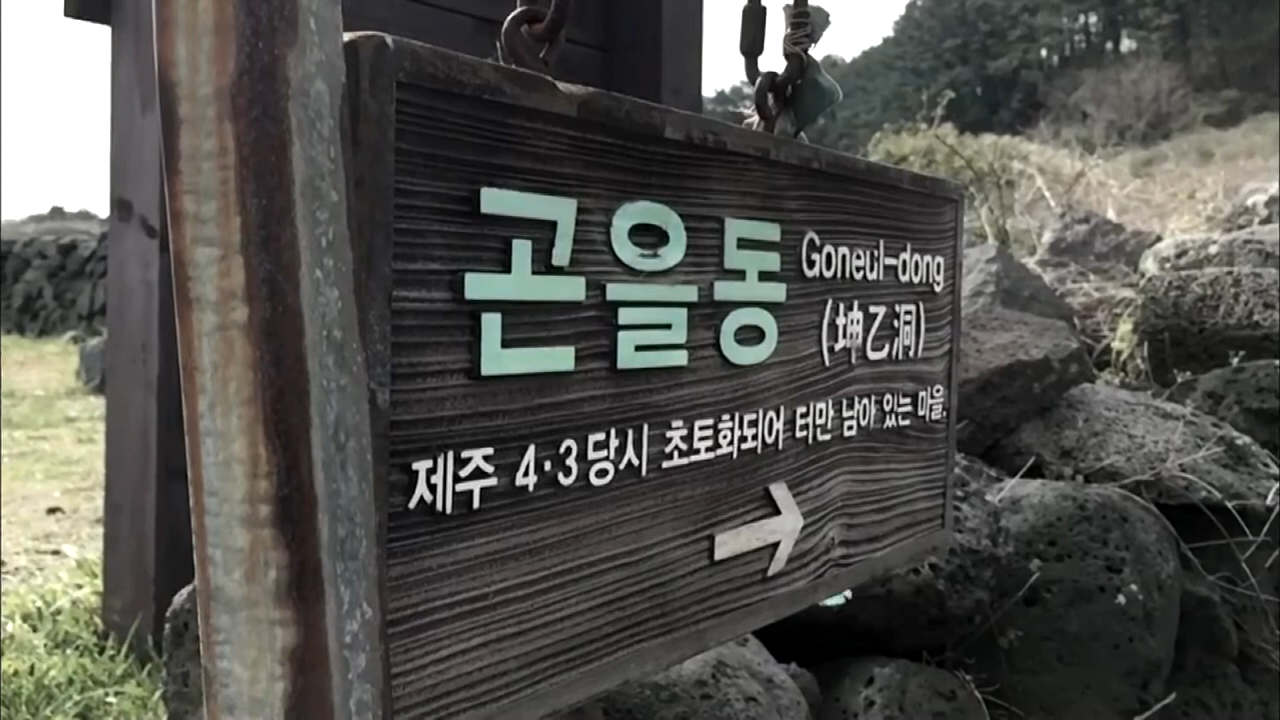 곤을동
Goneul-dong
(坤乙洞)
제주 4·3당시 초토화되어 터만 남아 있는 마을.